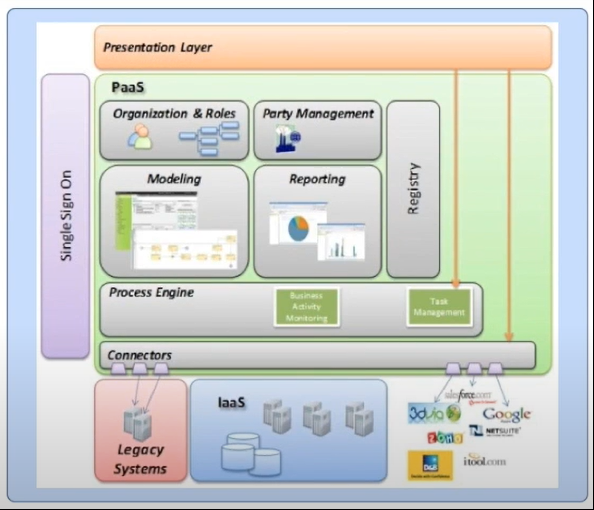 Presentation Layer
PaaS
Organization & Roles
Party Management
Single Sign On
Registry
Modeling
Reporting
Process Engine
Business
Activity
Monitoring
Task
Management
Connectors
Legacy
Systems
IaaS
salesforce.com
3dvia
Google
ZOHO
NETSUITE
D&B
itool.com